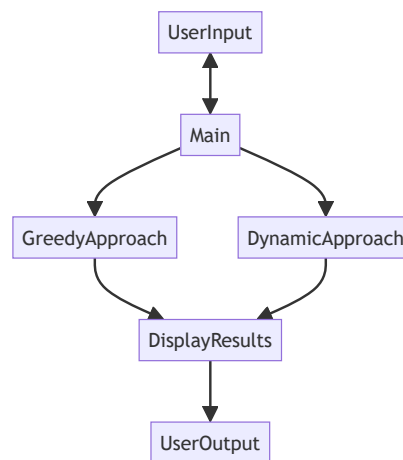 UserInput
Main
GreedyApproach
DynamicApproach
DisplayResults
UserOutput